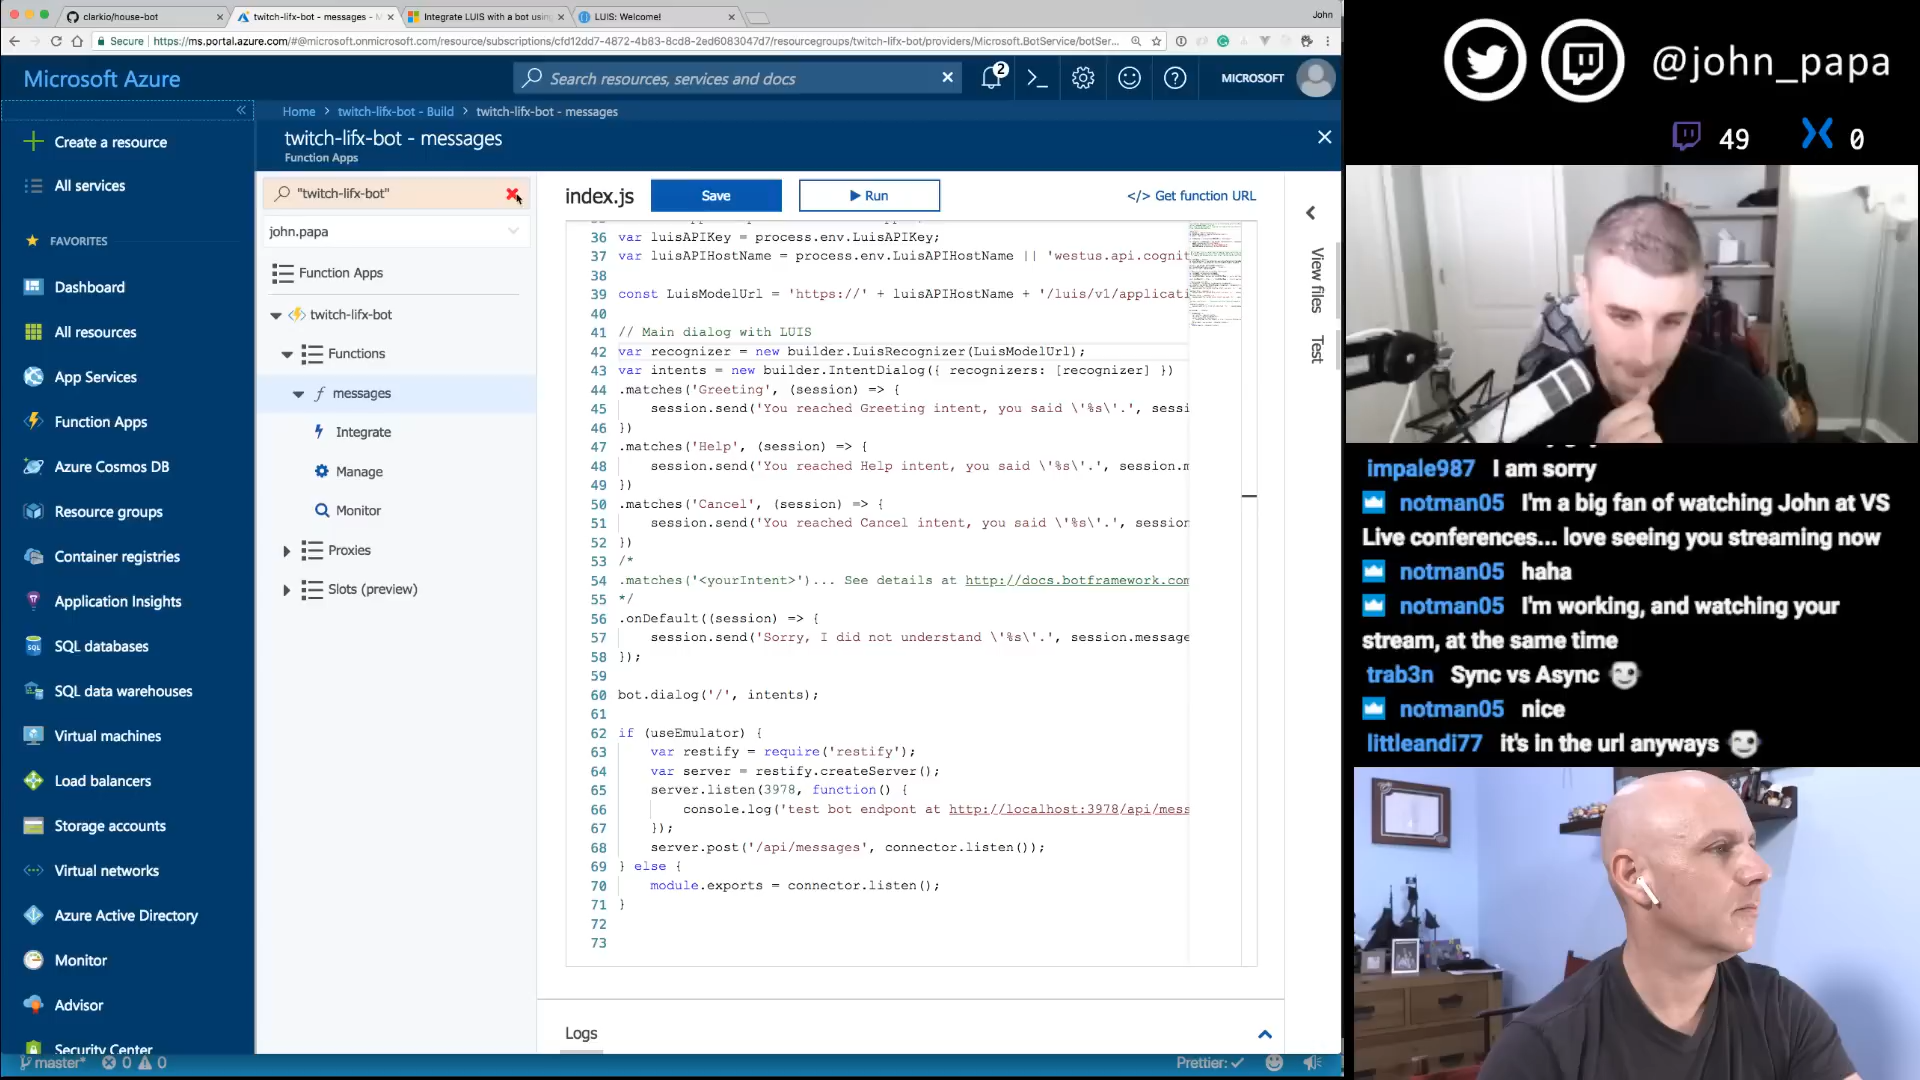 clarkio/house-bot
twitch-lifx-bot - messages - M
Integrate LUIS with a bot usin
LUIS: Welcome!
John
Secure
https://ms.portal.azure.com/#@microsoft.onmicrosoft.com/resource/subscriptions/cfd12dd7-4872-4b83-8cd8-2ed6083047d7/resourcegroups/twitch-lifx-bot/providers/Microsoft.BotService/botSer...
Microsoft Azure
Search resources, services and docs
2
MICROSOFT
Home > twitch-lifx-bot - Build > twitch-lifx-bot - messages
twitch-lifx-bot - messages
Function Apps
Create a resource
All services
FAVORITES
Dashboard
All resources
App Services
Function Apps
Azure Cosmos DB
Resource groups
Container registries
Application Insights
SQL databases
SQL data warehouses
Virtual machines
Load balancers
Storage accounts
Virtual networks
Azure Active Directory
Monitor
Advisor
Security Center
"twitch-lifx-bot"
john.papa
Function Apps
twitch-lifx-bot
Functions
messages
Integrate
Manage
Monitor
Proxies
Slots (preview)
index.js
Save
Run
</> Get function URL
View files
Test
36 var luisAPIKey = process.env.LuisAPIKey;
37 var luisAPIHostName = process.env.LuisAPIHostName || 'westus.api.cognit
38
39 const LuisModelUrl = 'https://' + luisAPIHostName + '/luis/v1/applicati
40
41 // Main dialog with LUIS
42 var recognizer = new builder.LuisRecognizer(LuisModelUrl);
43 var intents = new builder.IntentDialog({ recognizers: [recognizer] })
44 .matches('Greeting', (session) => {
45 session.send('You reached Greeting intent, you said \'%s\'.', sessi
46 })
47 .matches('Help', (session) => {
48 session.send('You reached Help intent, you said \'%s\'.', session.m
49 })
50 .matches('Cancel', (session) => {
51 session.send('You reached Cancel intent, you said \'%s\'.', session
52 })
53 /*
54 .matches('<yourIntent>')... See details at http://docs.botframework.com
55 */
56 .onDefault((session) => {
57 session.send('Sorry, I did not understand \'%s\'.', session.message
58 });
59
60 bot.dialog('/', intents);
61
62 if (useEmulator) {
63 var restify = require('restify');
64 var server = restify.createServer();
65 server.listen(3978, function() {
66 console.log('test bot endpont at http://localhost:3978/api/mess
67 });
68 server.post('/api/messages', connector.listen());
69 } else {
70 module.exports = connector.listen();
71 }
72
73
Logs
master* 0 0
Prettier: ✓
@john_papa
49 0
impale987 I am sorry
notman05 I'm a big fan of watching John at VS
Live conferences... love seeing you streaming now
notman05 haha
notman05 I'm working, and watching your
stream, at the same time
trab3n Sync vs Async
notman05 nice
littleandi77 it's in the url anyways